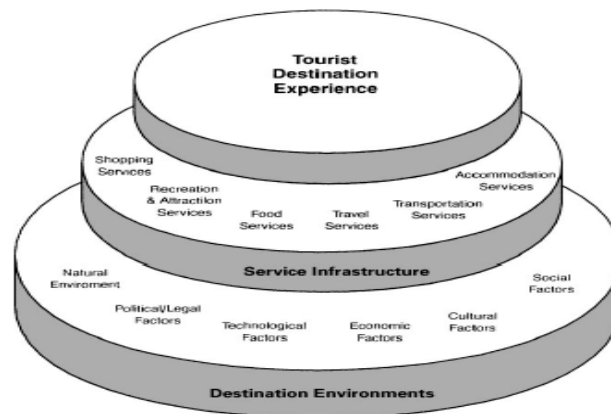 Tourist
Destination
Experience
Shopping
Services
Recreation
& Attractilon
Services
Food
Services
Travel
Services
Transportation
Services
Accommodation
Services
Service Infrastructure
Natural
Enviroment
Political/Legal
Factors
Technological
Factors
Economic
Factors
Cultural
Factors
Social
Factors
Destination Environments